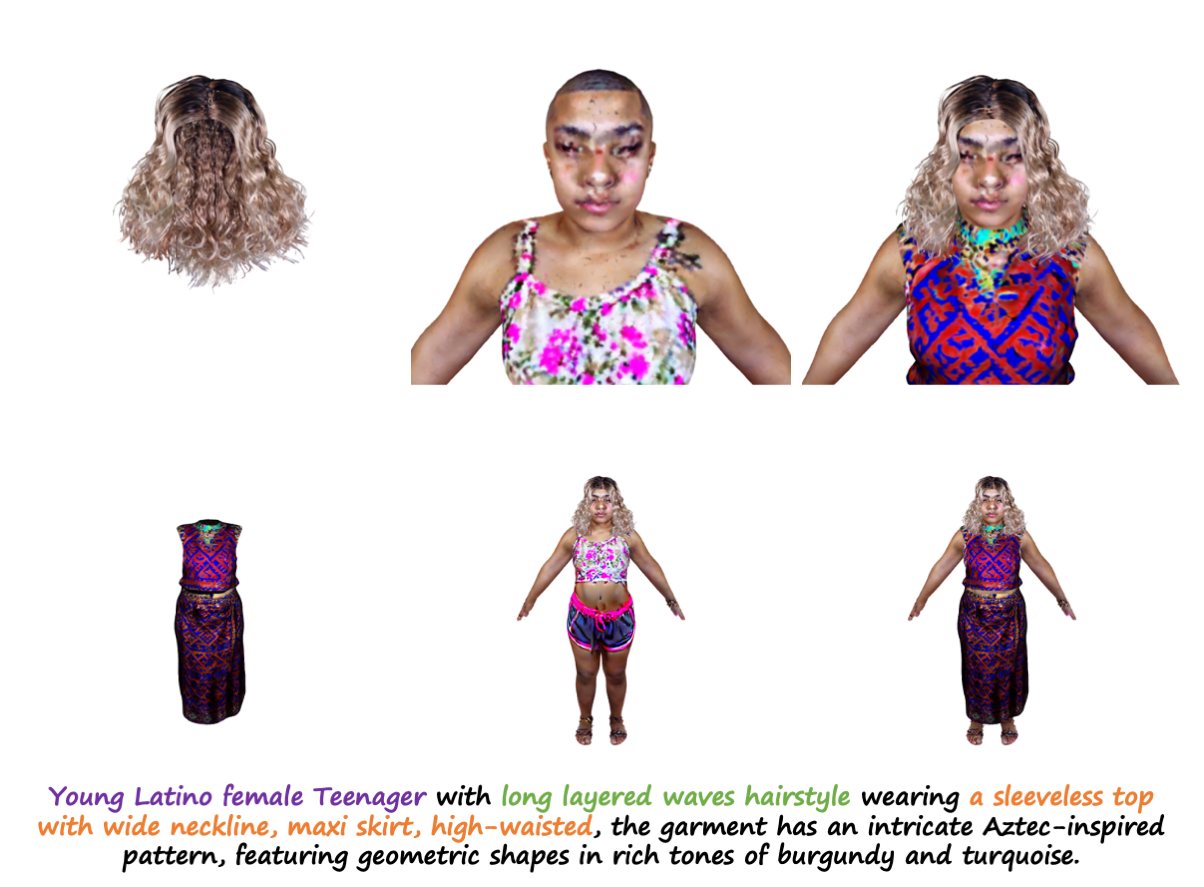 Young Latino female Teenager with long layered waves hairstyle wearing a sleeveless top
with wide neckline, maxi skirt, high-waisted, the garment has an intricate Aztec-inspired
pattern, featuring geometric shapes in rich tones of burgundy and turquoise.